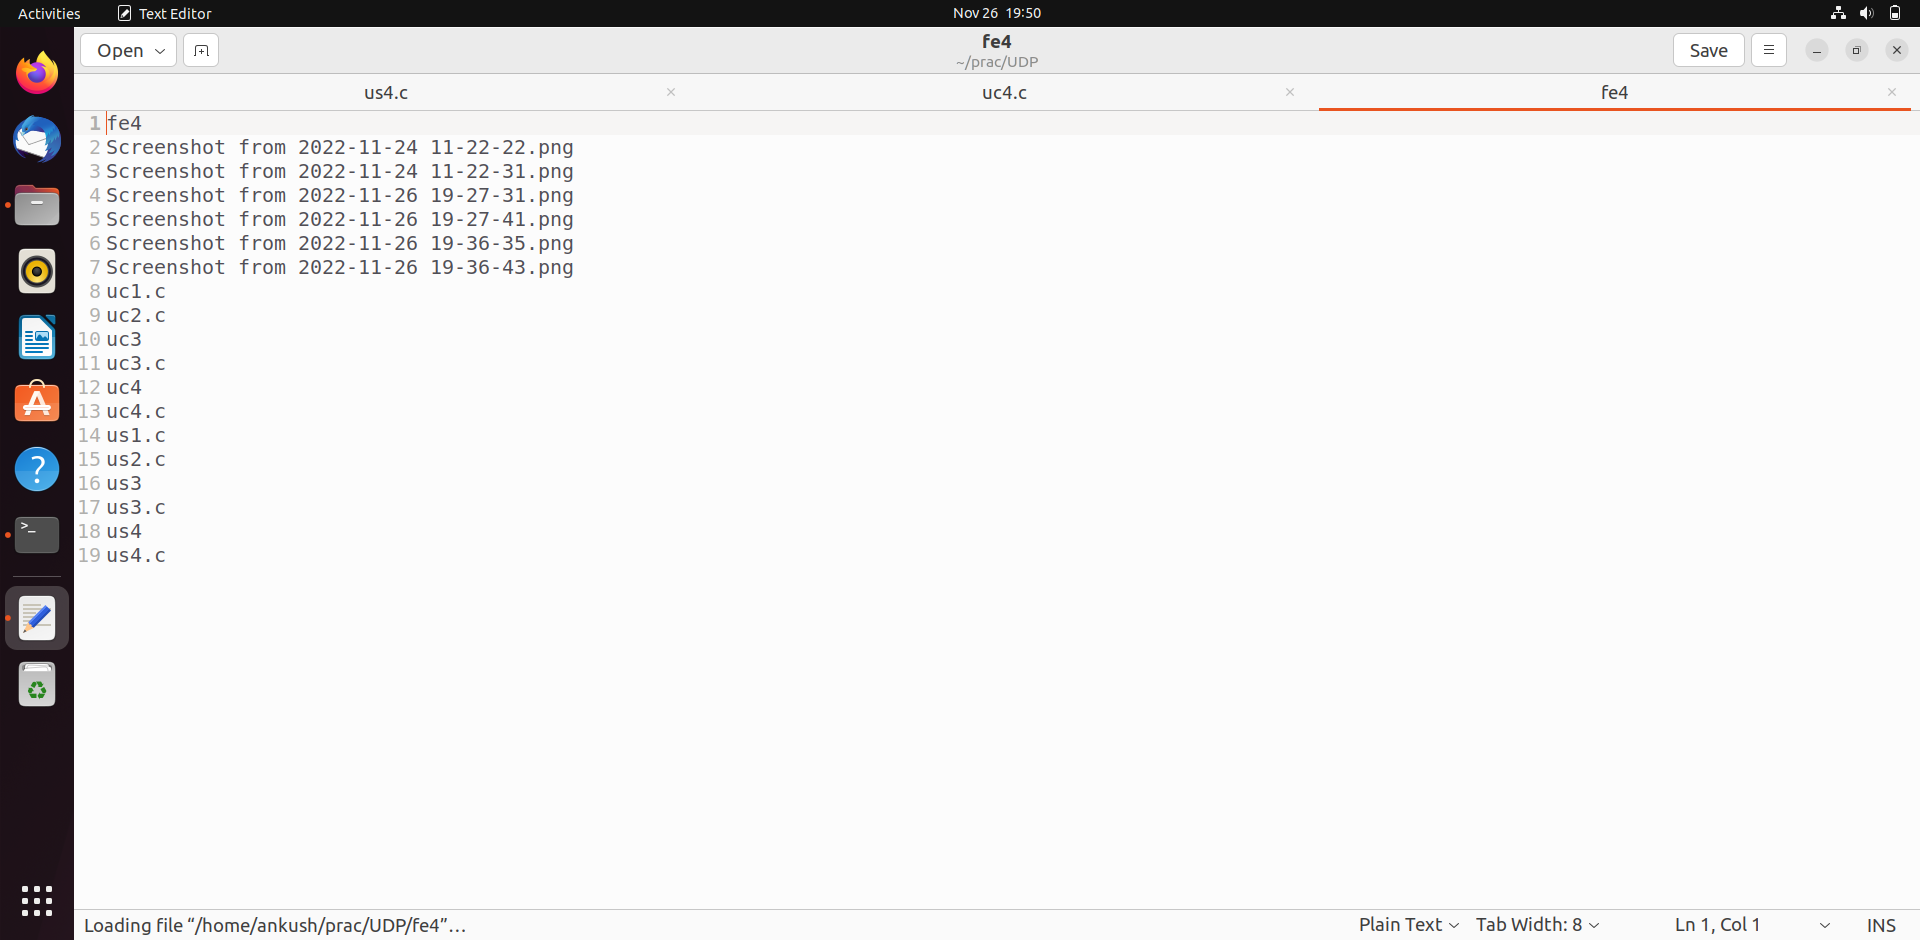 Activities Text Editor Nov 26 19:50
Open fe4 Save
~/prac/UDP
us4.c uc4.c fe4
1 fe4
2 Screenshot from 2022-11-24 11-22-22.png
3 Screenshot from 2022-11-24 11-22-31.png
4 Screenshot from 2022-11-26 19-27-31.png
5 Screenshot from 2022-11-26 19-27-41.png
6 Screenshot from 2022-11-26 19-36-35.png
7 Screenshot from 2022-11-26 19-36-43.png
8 uc1.c
9 uc2.c
10 uc3
11 uc3.c
12 uc4
13 uc4.c
14 us1.c
15 us2.c
16 us3
17 us3.c
18 us4
19 us4.c
Loading file “/home/ankush/prac/UDP/fe4”… Plain Text Tab Width: 8 Ln 1, Col 1 INS